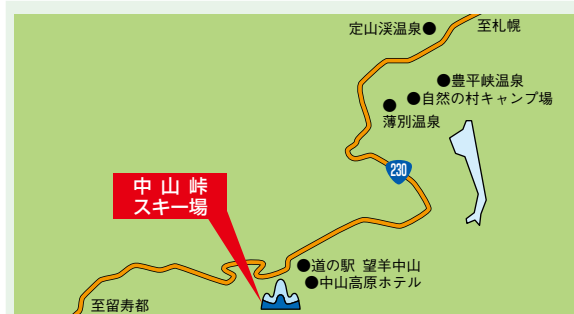 定山渓温泉
至札幌
豊平峡温泉
自然の村キャンプ場
薄別温泉
230
中山峠
スキー場
道の駅 望羊中山
中山高原ホテル
至留寿都